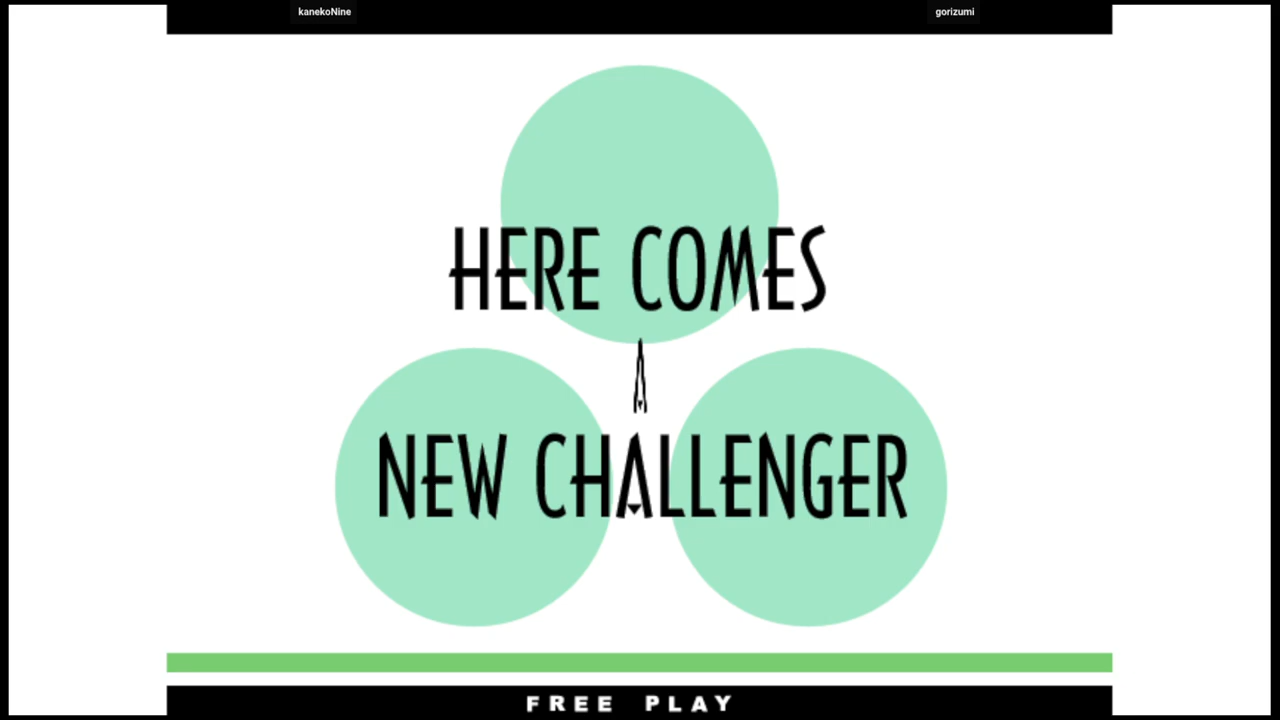 kanekoNine
gorizumi
HERE COMES
A
NEW CHALLENGER
FREE PLAY